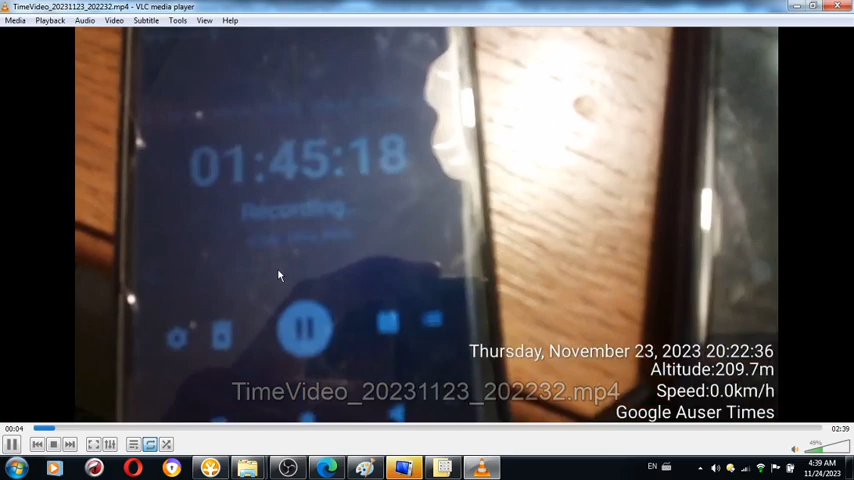 TimeVideo_20231123_202232.mp4 - VLC media player
Media Playback Audio Video Subtitle Tools View Help
01:45:18
Recording...
Thursday, November 23, 2023 20:22:36
Altitude:209.7m
Speed:0.0km/h
TimeVideo_20231123_202232.mp4
Google Auser Times
00:04
02:39
49%
EN
4:39 AM
11/24/2023